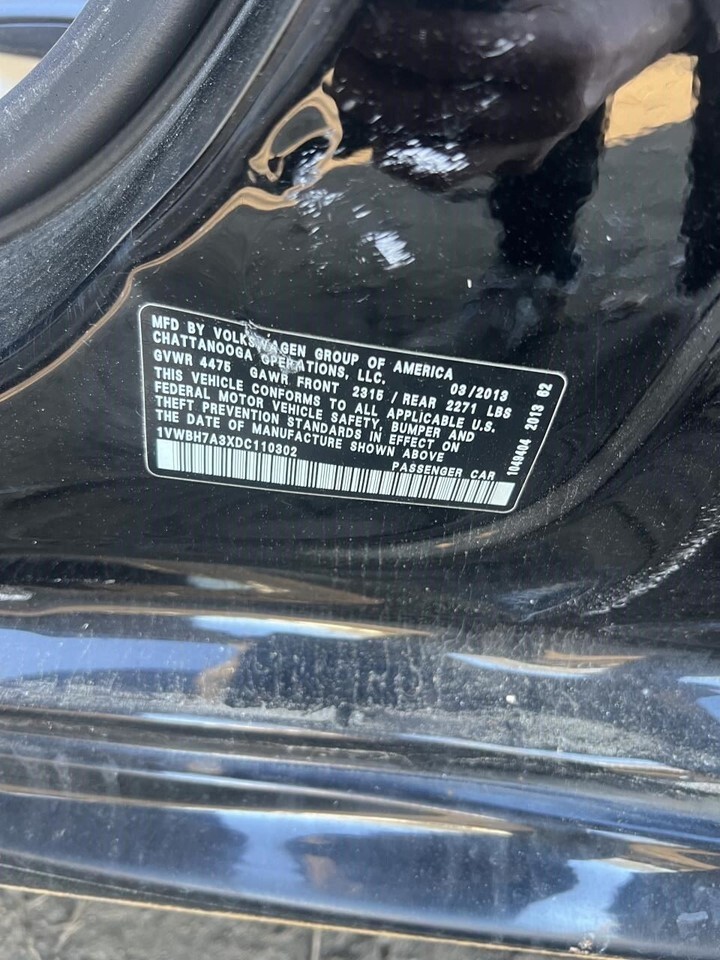 MFD BY VOLKSWAGEN GROUP OF AMERICA
CHATTANOOGA OPERATIONS, LLC. 03/2013
GVWR 4475 GAWR FRONT 2315 / REAR 2271 LBS
THIS VEHICLE CONFORMS TO ALL APPLICABLE U.S.
FEDERAL MOTOR VEHICLE SAFETY, BUMPER AND
THEFT PREVENTION STANDARDS IN EFFECT ON
THE DATE OF MANUFACTURE SHOWN ABOVE
1VWBH7A3XDC110302 PASSENGER CAR
1049404 2013 62